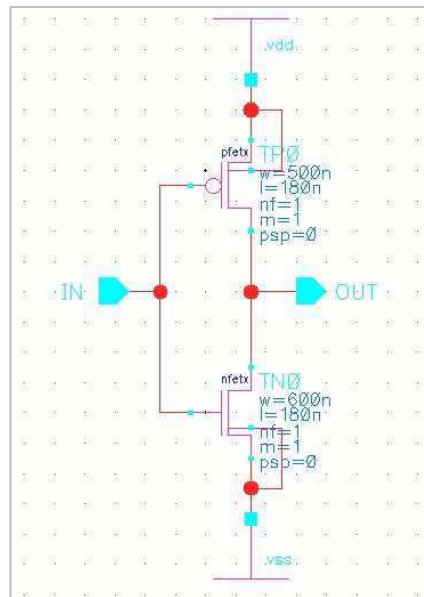 vdd
pfetx
TP0
w=500n
l=180n
nf=1
m=1
psp=0
IN
OUT
nfetx
TN0
w=600n
l=180n
nf=1
m=1
psp=0
vss